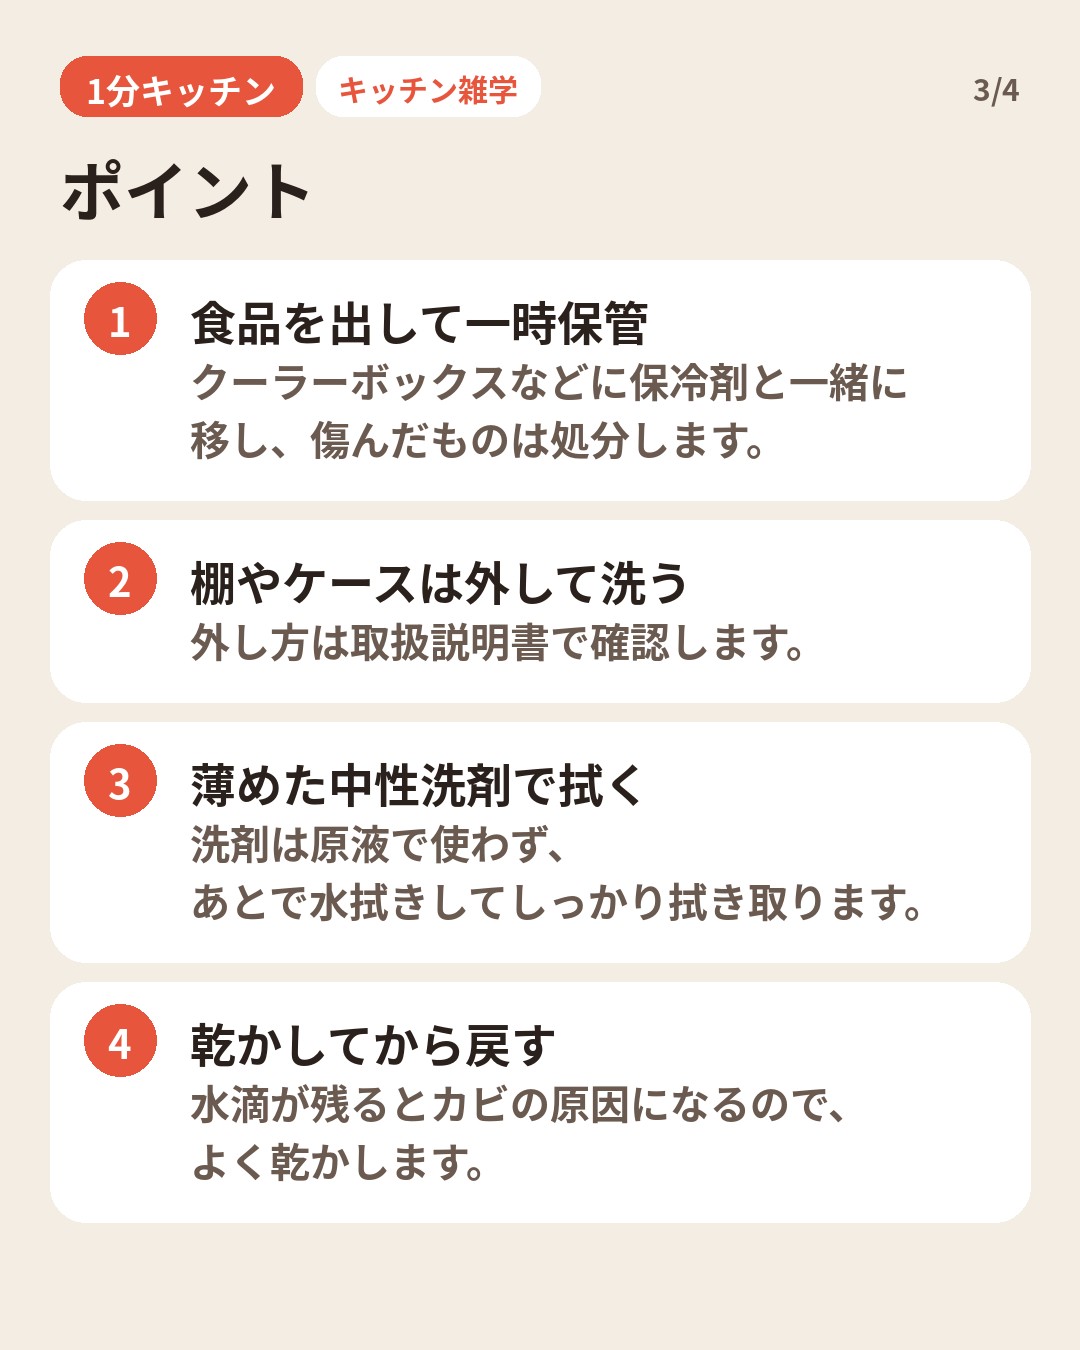 1分キッチン
キッチン雑学
3/4
ポイント
1
食品を出して一時保管
クーラーボックスなどに保冷剤と一緒に
移し、傷んだものは処分します。
2
棚やケースは外して洗う
外し方は取扱説明書で確認します。
3
薄めた中性洗剤で拭く
洗剤は原液で使わず、
あとで水拭きしてしっかり拭き取ります。
4
乾かしてから戻す
水滴が残るとカビの原因になるので、
よく乾かします。